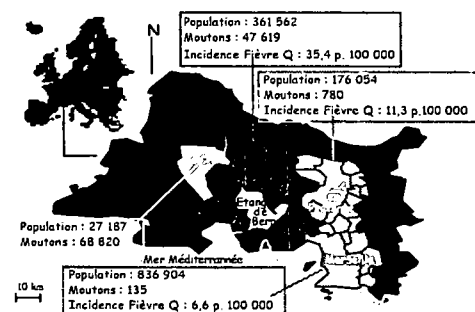 Population : 361 562
Moutons : 47 619
Incidence Fièvre Q : 35,4 p. 100 000
N
Population : 176 054
Moutons : 780
Incidence Fièvre Q : 11,3 p.100 000
Etang
de
Berre
Population : 27 187
Moutons : 68 820
Mer Méditerrannée
Population : 836 904
Moutons : 135
Incidence Fièvre Q : 6,6 p. 100 000
10 km